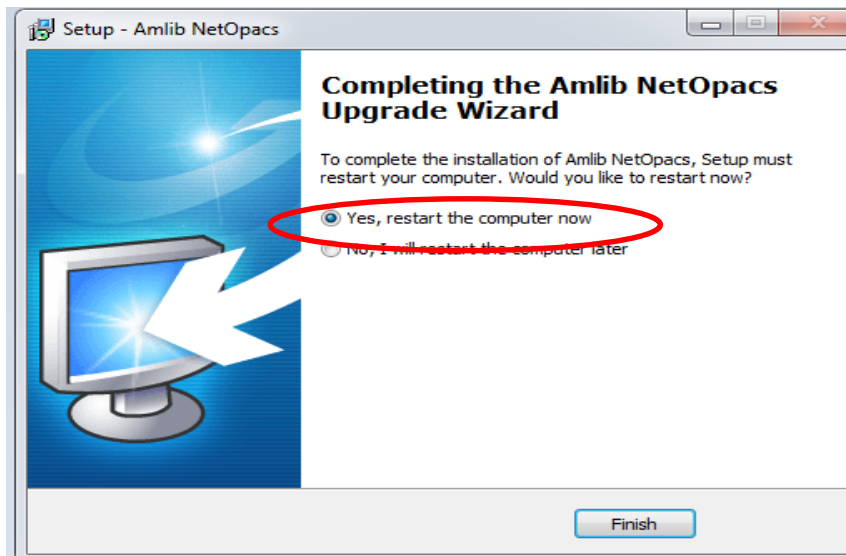 Setup - Amlib NetOpacs
Completing the Amlib NetOpacs
Upgrade Wizard
To complete the installation of Amlib NetOpacs, Setup must
restart your computer. Would you like to restart now?
Yes, restart the computer now
No, I will restart the computer later
Finish